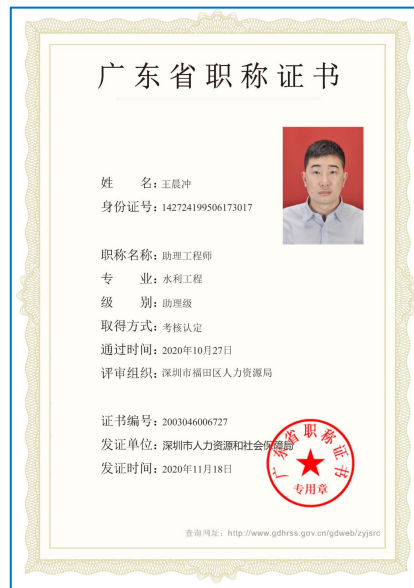 广东省职称证书
姓 名：王晨冲
身份证号：142724199506173017
职称名称：助理工程师
专 业：水利工程
级 别：助理级
取得方式：考核认定
通过时间：2020年10月27日
评审组织：深圳市福田区人力资源局
证书编号：2003046006727
发证单位：深圳市人力资源和社会保障局
发证时间：2020年11月18日
广东省职称证书
专用章
查询网址：http://www.gdhrss.gov.cn/gdweb/zyjsrc